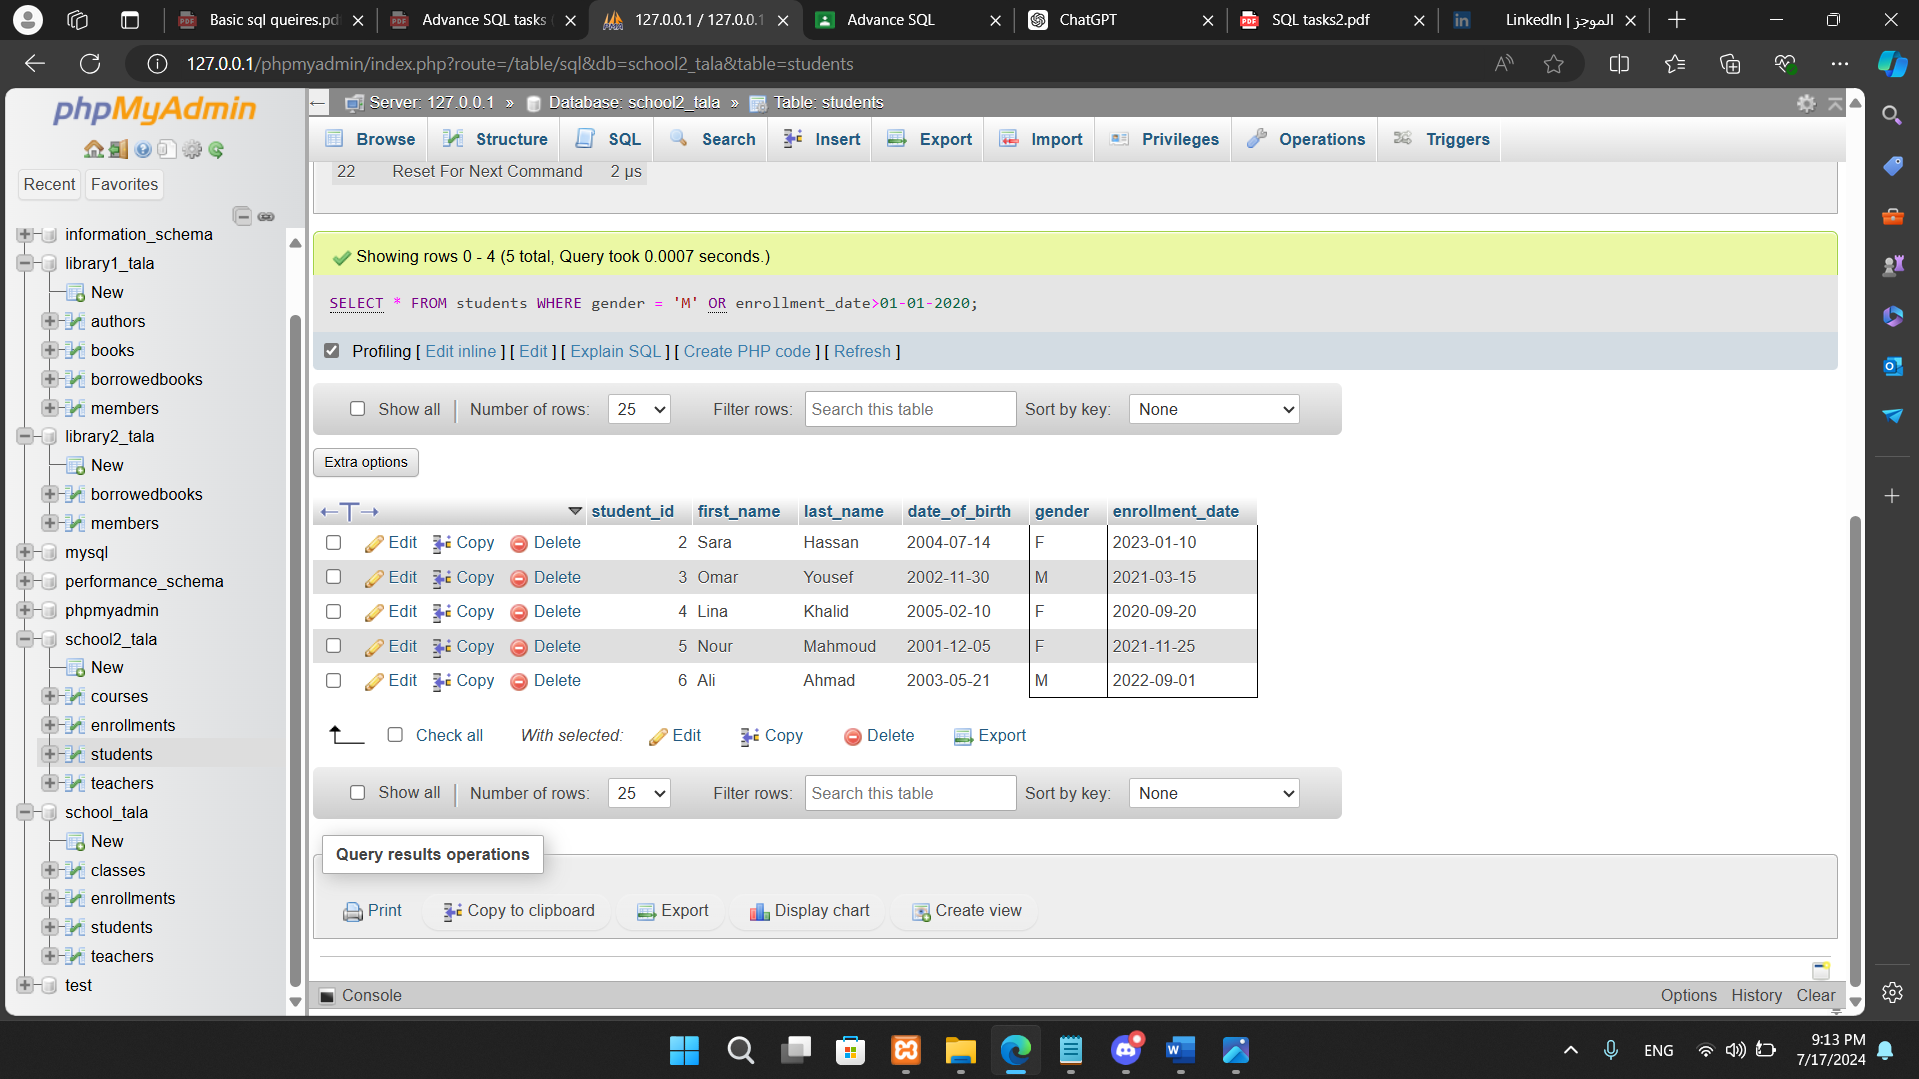 Basic sql queires.pd
Advance SQL tasks (
127.0.0.1 / 127.0.0.1
Advance SQL
ChatGPT
SQL tasks2.pdf
الموجز | LinkedIn
127.0.0.1/phpmyadmin/index.php?route=/table/sql&db=school2_tala&table=students
phpMyAdmin
Recent
Favorites
information_schema
library1_tala
New
authors
books
borrowedbooks
members
library2_tala
New
borrowedbooks
members
mysql
performance_schema
phpmyadmin
school2_tala
New
courses
enrollments
students
teachers
school_tala
New
classes
enrollments
students
teachers
test
Server: 127.0.0.1 » Database: school2_tala » Table: students
Browse Structure SQL Search Insert Export Import Privileges Operations Triggers
22 Reset For Next Command 2 µs
Showing rows 0 - 4 (5 total, Query took 0.0007 seconds.)
SELECT * FROM students WHERE gender = 'M' OR enrollment_date>01-01-2020;
Profiling [ Edit inline ] [ Edit ] [ Explain SQL ] [ Create PHP code ] [ Refresh ]
Show all | Number of rows: 25 Filter rows: Search this table Sort by key: None
Extra options
←T→ student_id first_name last_name date_of_birth gender enrollment_date
Edit Copy Delete 2 Sara Hassan 2004-07-14 F 2023-01-10
Edit Copy Delete 3 Omar Yousef 2002-11-30 M 2021-03-15
Edit Copy Delete 4 Lina Khalid 2005-02-10 F 2020-09-20
Edit Copy Delete 5 Nour Mahmoud 2001-12-05 F 2021-11-25
Edit Copy Delete 6 Ali Ahmad 2003-05-21 M 2022-09-01
Check all With selected: Edit Copy Delete Export
Show all | Number of rows: 25 Filter rows: Search this table Sort by key: None
Query results operations
Print Copy to clipboard Export Display chart Create view
Console
Options History Clear
ENG
9:13 PM
7/17/2024